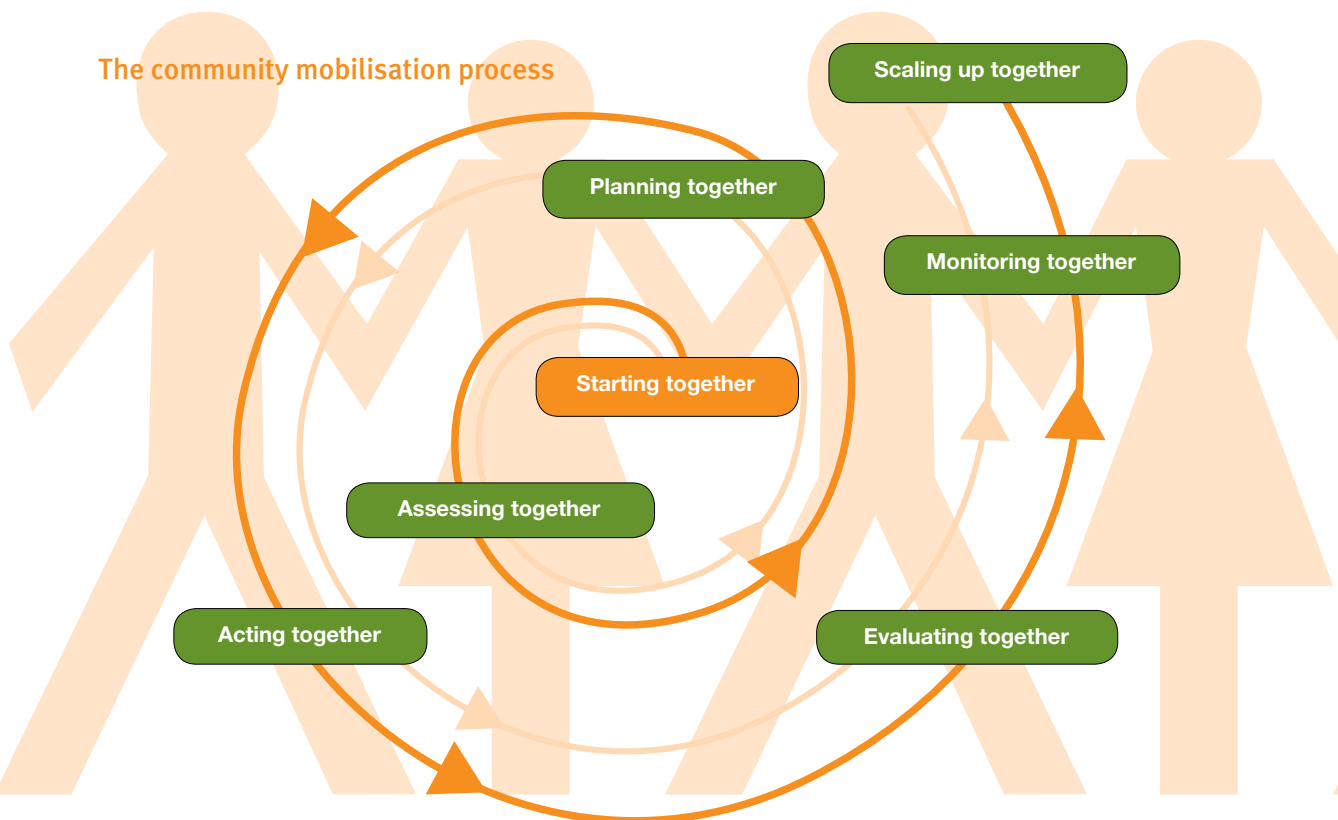 The community mobilisation process
Scaling up together
Planning together
Monitoring together
Starting together
Assessing together
Acting together
Evaluating together